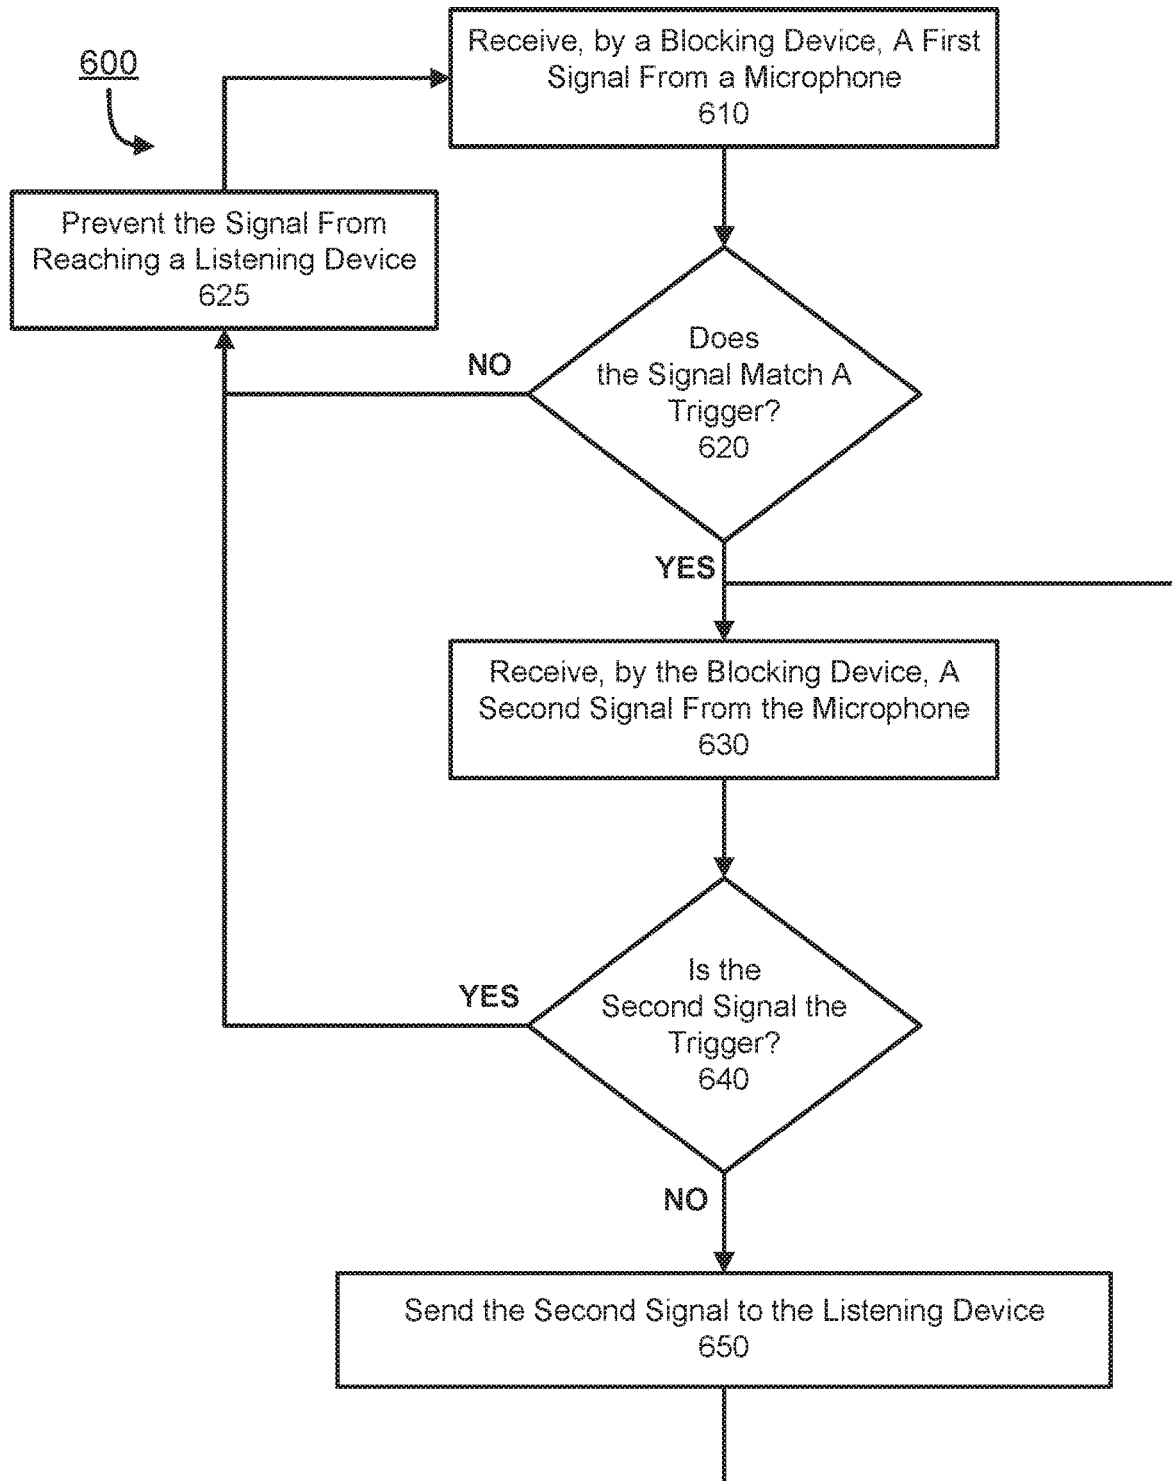 600
Receive, by a Blocking Device, A First
Signal From a Microphone
610
Prevent the Signal From
Reaching a Listening Device
625
Does
the Signal Match A
Trigger?
620
NO
YES
Receive, by the Blocking Device, A
Second Signal From the Microphone
630
Is the
Second Signal the
Trigger?
640
YES
NO
Send the Second Signal to the Listening Device
650